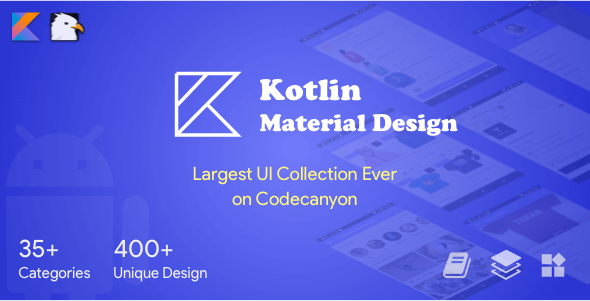 Kotlin
Material Design
Largest UI Collection Ever
on Codecanyon
35+
Categories
400+
Unique Design